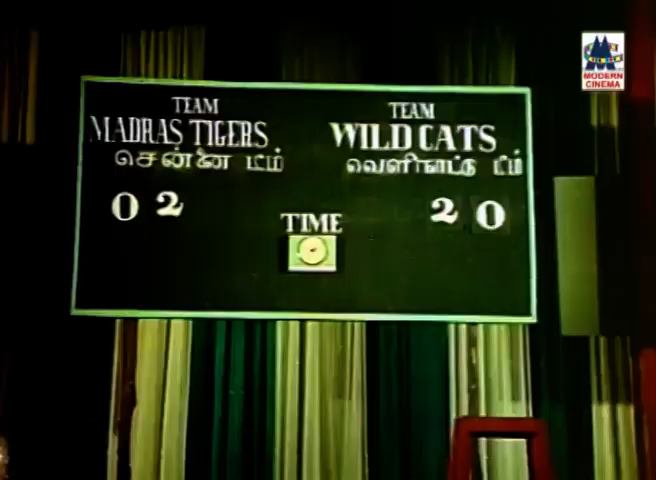 TEAM
MADRAS TIGERS
சென்னை டீம்
0 2
TEAM
WILD CATS
வெளிநாட்டு டீம்
2 0
TIME
MODERN
CINEMA